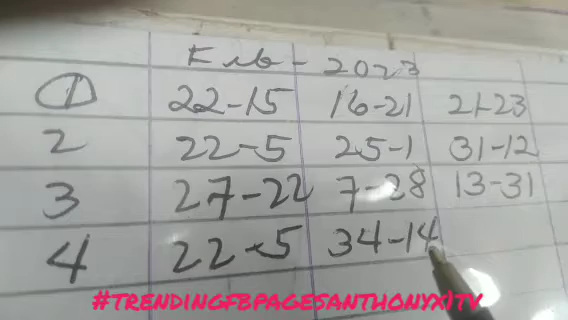 Feb - 2023
① 22-15 16-21 21-23
2 22-5 25-1 31-12
3 27-22 7-28 13-31
4 22-5 34-14
#TRENDINGFBPAGESANTHONYX1TV